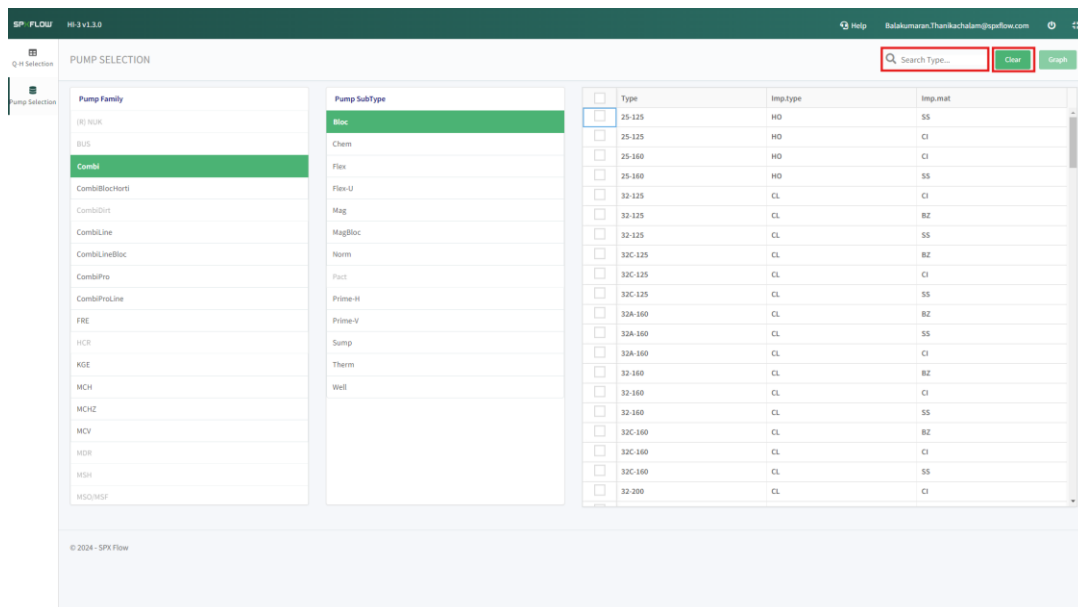 SPXFLOW HI-3 v1.3.0 Help Balakumaran.Thanikachalam@spxflow.com
Q-H Selection
Pump Selection
PUMP SELECTION Search Type... Clear Graph
Pump Family
(R) NUR
BUS
Combi
CombiBlocHorti
CombiDirt
CombiLine
CombiLineBloc
CombiPro
CombiProLine
FRE
HCR
KGE
MCH
MCHZ
MCV
MDR
MSH
MSO/MSF
Pump SubType
Bloc
Chem
Flex
Flex-U
Mag
MagBloc
Norm
Pact
Prime-H
Prime-V
Sump
Therm
Well
Type Imp.type Imp.mat
25-125 HO SS
25-125 HO CI
25-160 HO CI
25-160 HO SS
32-125 CL CI
32-125 CL BZ
32-125 CL SS
32C-125 CL BZ
32C-125 CL CI
32C-125 CL SS
32A-160 CL BZ
32A-160 CL SS
32A-160 CL CI
32-160 CL BZ
32-160 CL CI
32-160 CL SS
32C-160 CL BZ
32C-160 CL CI
32C-160 CL SS
32-200 CL CI
© 2024 - SPX Flow